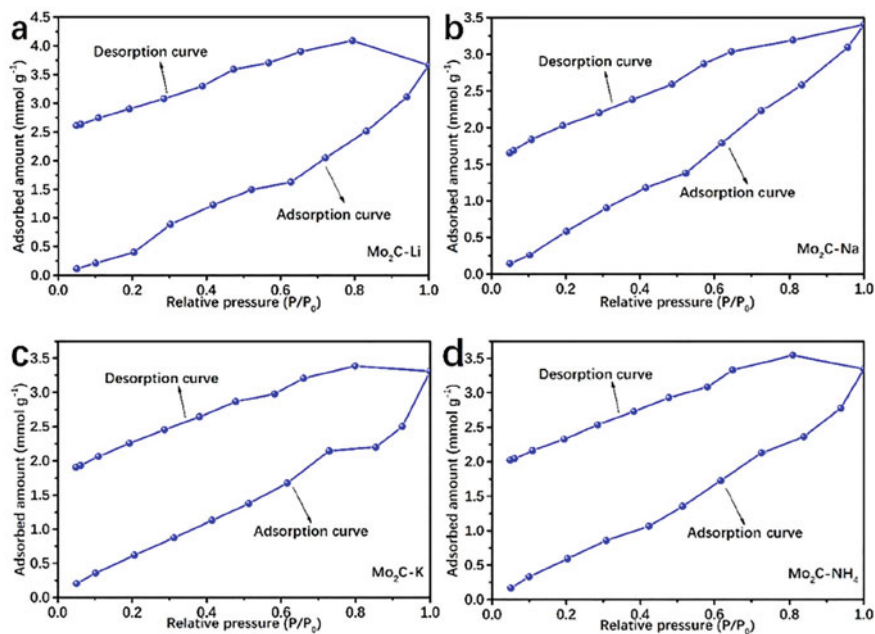 a
4.5
4.0
3.5
3.0
2.5
2.0
1.5
1.0
0.5
0.0
Adsorbed amount (mmol g⁻¹)
Desorption curve
Adsorption curve
Mo₂C-Li
0.0 0.2 0.4 0.6 0.8 1.0
Relative pressure (P/P₀)
b
3.5
3.0
2.5
2.0
1.5
1.0
0.5
0.0
Adsorbed amount (mmol g⁻¹)
Desorption curve
Adsorption curve
Mo₂C-Na
0.0 0.2 0.4 0.6 0.8 1.0
Relative pressure (P/P₀)
c
3.5
3.0
2.5
2.0
1.5
1.0
0.5
0.0
Adsorbed amount (mmol g⁻¹)
Desorption curve
Adsorption curve
Mo₂C-K
0.0 0.2 0.4 0.6 0.8 1.0
Relative pressure (P/P₀)
d
3.5
3.0
2.5
2.0
1.5
1.0
0.5
0.0
Adsorbed amount (mmol g⁻¹)
Desorption curve
Adsorption curve
Mo₂C-NH₄
0.0 0.2 0.4 0.6 0.8 1.0
Relative pressure (P/P₀)